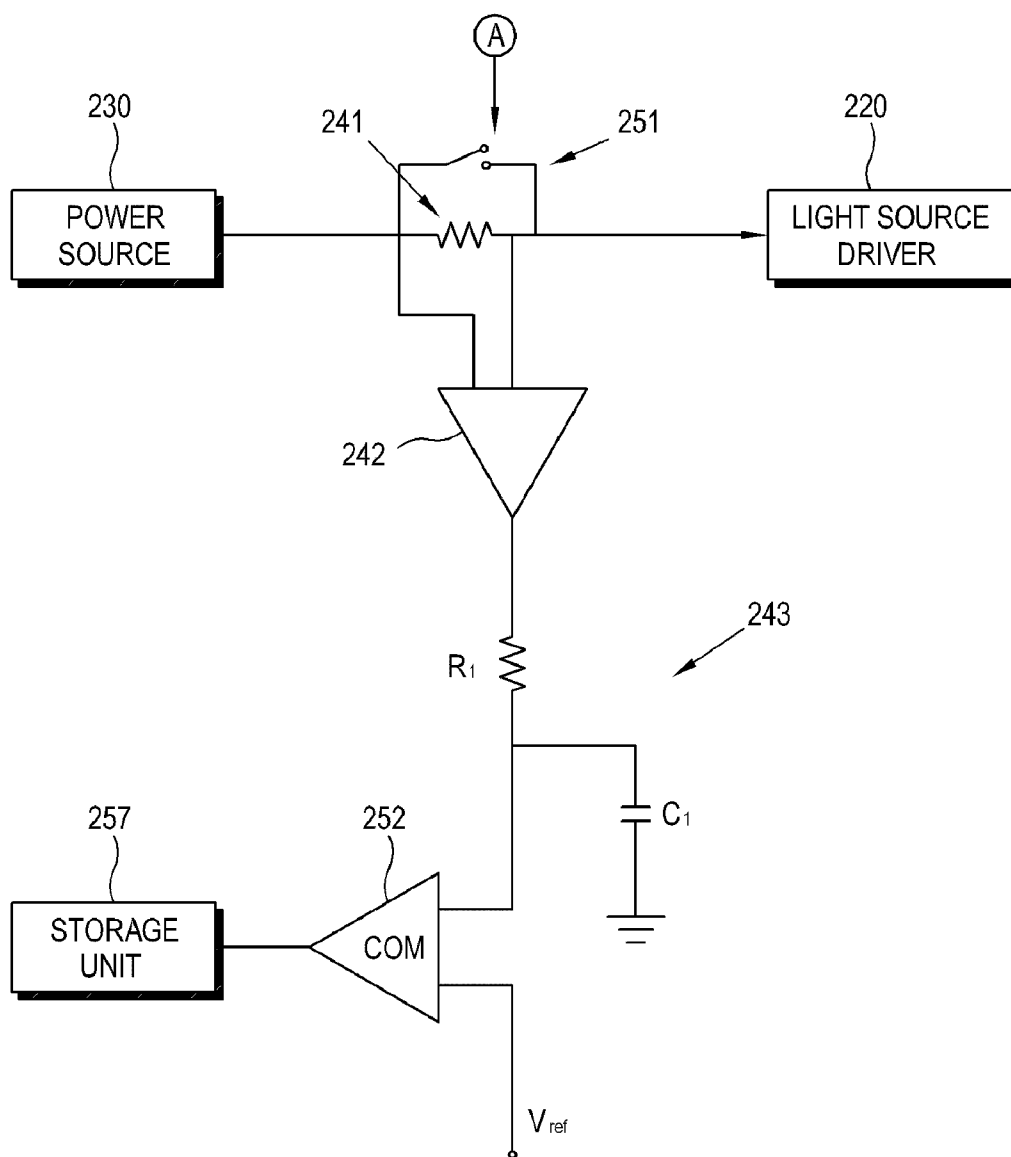 A
230
241
251
220
POWER
SOURCE
LIGHT SOURCE
DRIVER
242
243
R1
C1
257
252
STORAGE
UNIT
COM
Vref